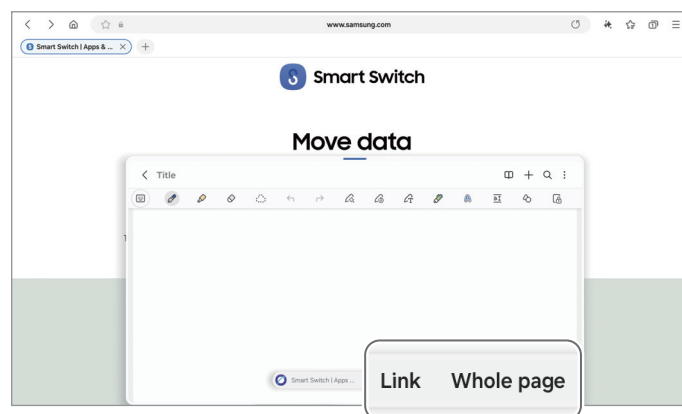 www.samsung.com
Smart Switch | Apps & ...
Smart Switch
Move data
Title
T
Smart Switch | Apps ...
Link Whole page